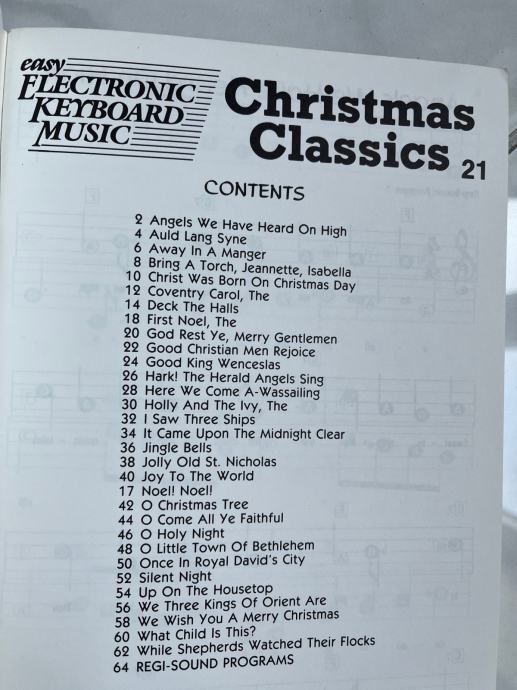 easy
ELECTRONIC
KEYBOARD
MUSIC
Christmas
Classics 21
CONTENTS
2 Angels We Have Heard On High
4 Auld Lang Syne
6 Away In A Manger
8 Bring A Torch, Jeannette, Isabella
10 Christ Was Born On Christmas Day
12 Coventry Carol, The
14 Deck The Halls
18 First Noel, The
20 God Rest Ye, Merry Gentlemen
22 Good Christian Men Rejoice
24 Good King Wenceslas
26 Hark! The Herald Angels Sing
28 Here We Come A-Wassailing
30 Holly And The Ivy, The
32 I Saw Three Ships
34 It Came Upon The Midnight Clear
36 Jingle Bells
38 Jolly Old St. Nicholas
40 Joy To The World
17 Noel! Noel!
42 O Christmas Tree
44 O Come All Ye Faithful
46 O Holy Night
48 O Little Town Of Bethlehem
50 Once In Royal David's City
52 Silent Night
54 Up On The Housetop
56 We Three Kings Of Orient Are
58 We Wish You A Merry Christmas
60 What Child Is This?
62 While Shepherds Watched Their Flocks
64 REGI-SOUND PROGRAMS